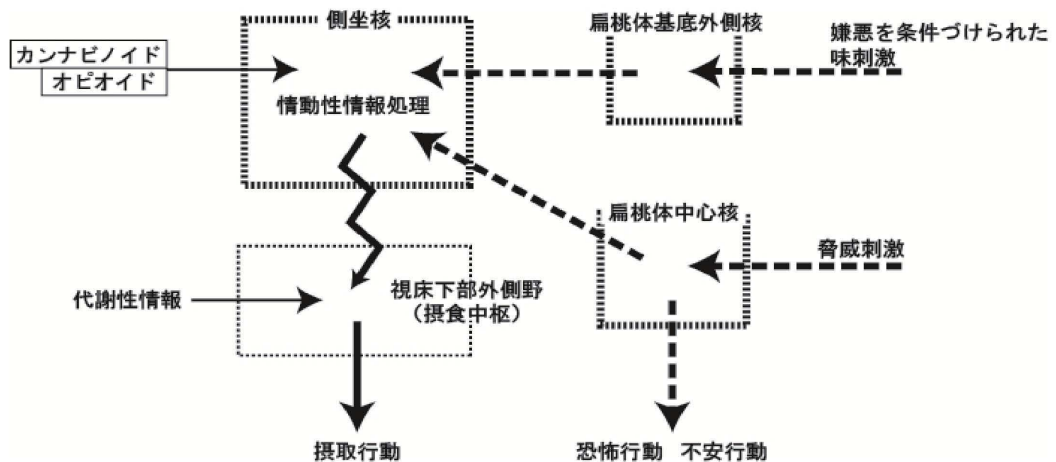 側坐核
扁桃体基底外側核
嫌悪を条件づけられた
味刺激
カンナビノイド
オピオイド
情動性情報処理
扁桃体中心核
脅威刺激
代謝性情報
視床下部外側野
(摂食中枢)
摂取行動
恐怖行動 不安行動